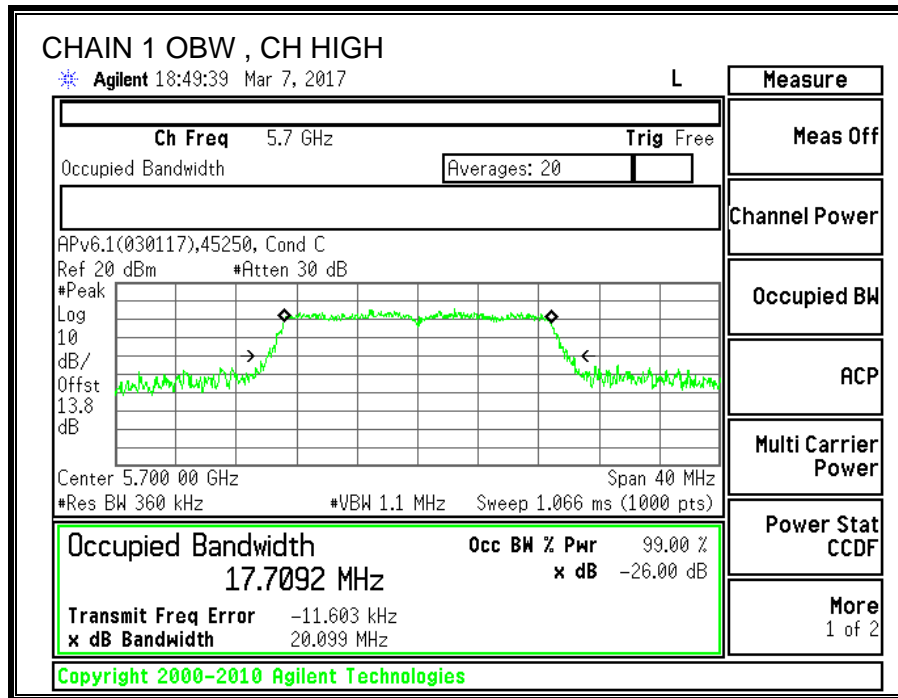 CHAIN 1 OBW , CH HIGH
Agilent 18:49:39 Mar 7, 2017 L
Measure
Ch Freq 5.7 GHz Trig Free
Meas Off
Occupied Bandwidth Averages: 20
Channel Power
APv6.1(030117),45250, Cond C
Ref 20 dBm #Atten 30 dB
#Peak
Log
10
dB/
Offst
13.8
dB
Occupied BW
ACP
Multi Carrier
Power
Center 5.700 00 GHz Span 40 MHz
#Res BW 360 kHz #VBW 1.1 MHz Sweep 1.066 ms (1000 pts)
Power Stat
CCDF
Occupied Bandwidth Occ BW % Pwr 99.00 %
17.7092 MHz x dB -26.00 dB
Transmit Freq Error -11.603 kHz
x dB Bandwidth 20.099 MHz
More
1 of 2
Copyright 2000-2010 Agilent Technologies